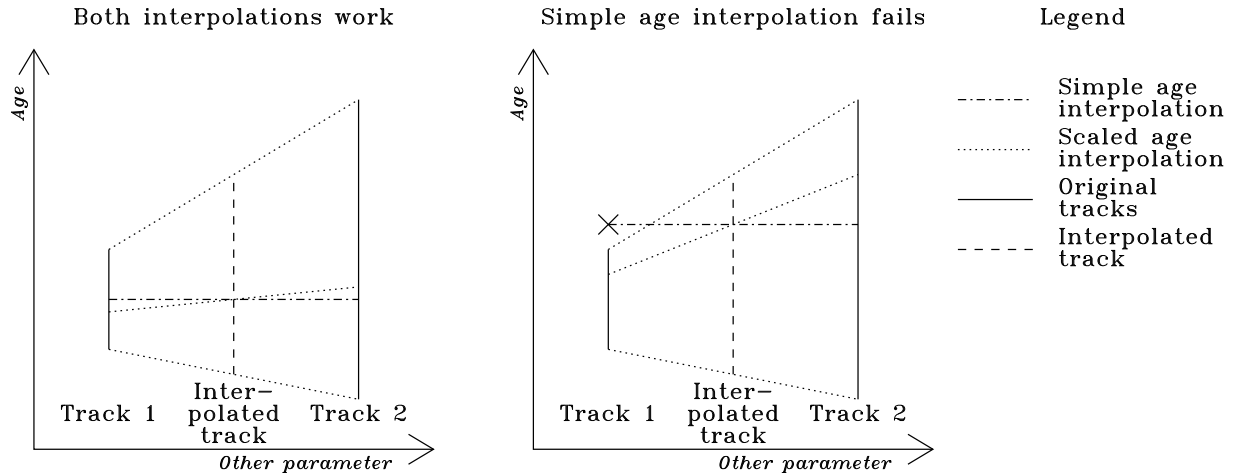 Both interpolations work
Age
Track 1
Inter-
polated
track
Track 2
Other parameter
Simple age interpolation fails
Age
Track 1
Inter-
polated
track
Track 2
Other parameter
Legend
Simple age
interpolation
Scaled age
interpolation
Original
tracks
Interpolated
track